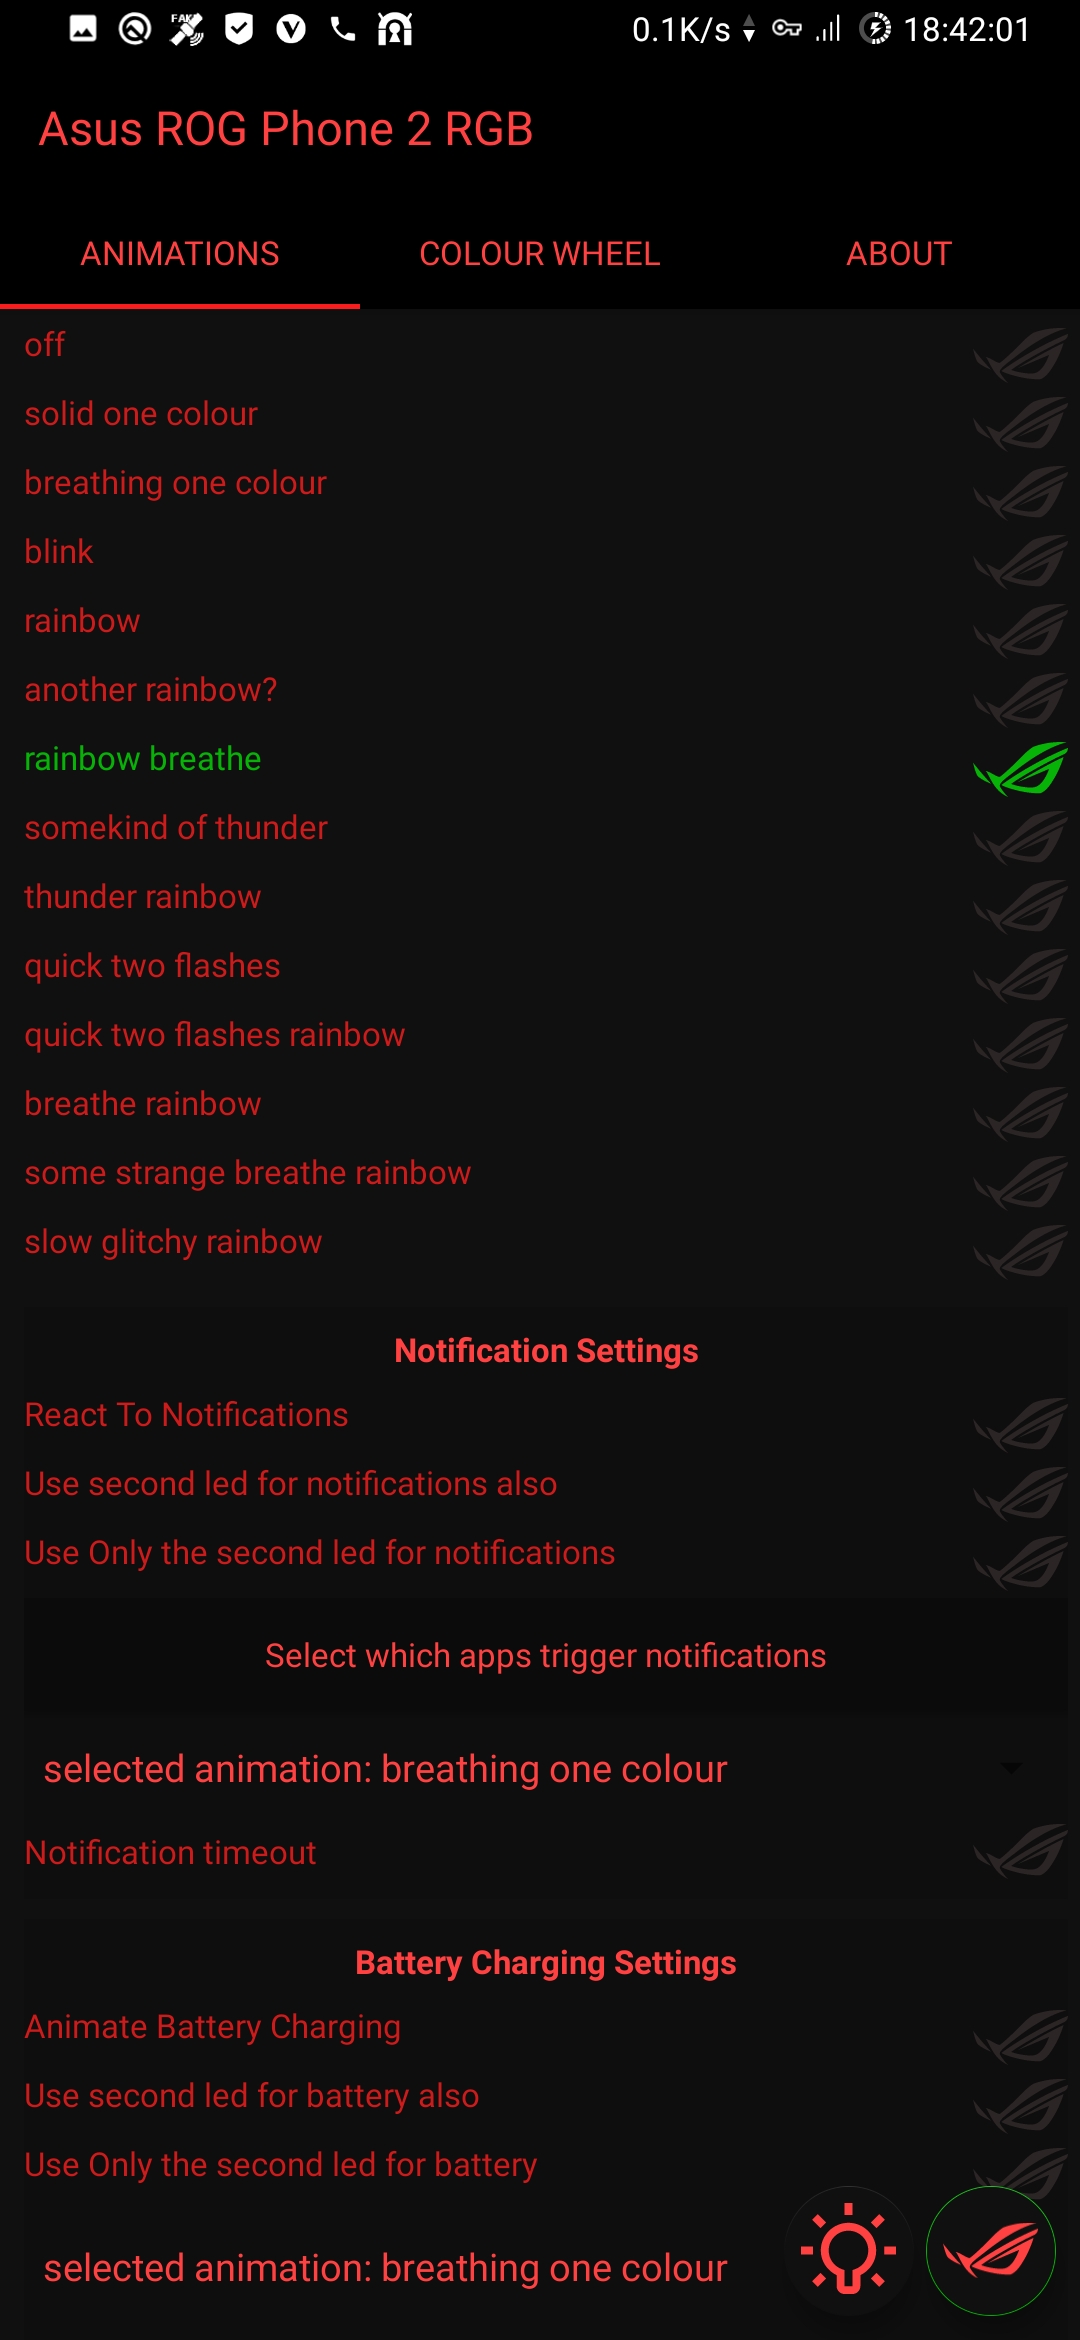 FAKE
0.1K/s 18:42:01
Asus ROG Phone 2 RGB
ANIMATIONS COLOUR WHEEL ABOUT
off
solid one colour
breathing one colour
blink
rainbow
another rainbow?
rainbow breathe
somekind of thunder
thunder rainbow
quick two flashes
quick two flashes rainbow
breathe rainbow
some strange breathe rainbow
slow glitchy rainbow
Notification Settings
React To Notifications
Use second led for notifications also
Use Only the second led for notifications
Select which apps trigger notifications
selected animation: breathing one colour
Notification timeout
Battery Charging Settings
Animate Battery Charging
Use second led for battery also
Use Only the second led for battery
selected animation: breathing one colour